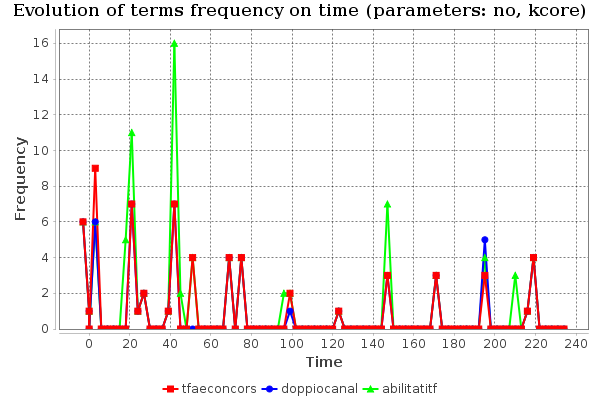 Evolution of terms frequency on time (parameters: no, kcore)
Frequency
16
14
12
10
8
6
4
2
0
0 20 40 60 80 100 120 140 160 180 200 220 240
Time
tfaeconcors doppiocanal abilitatitf